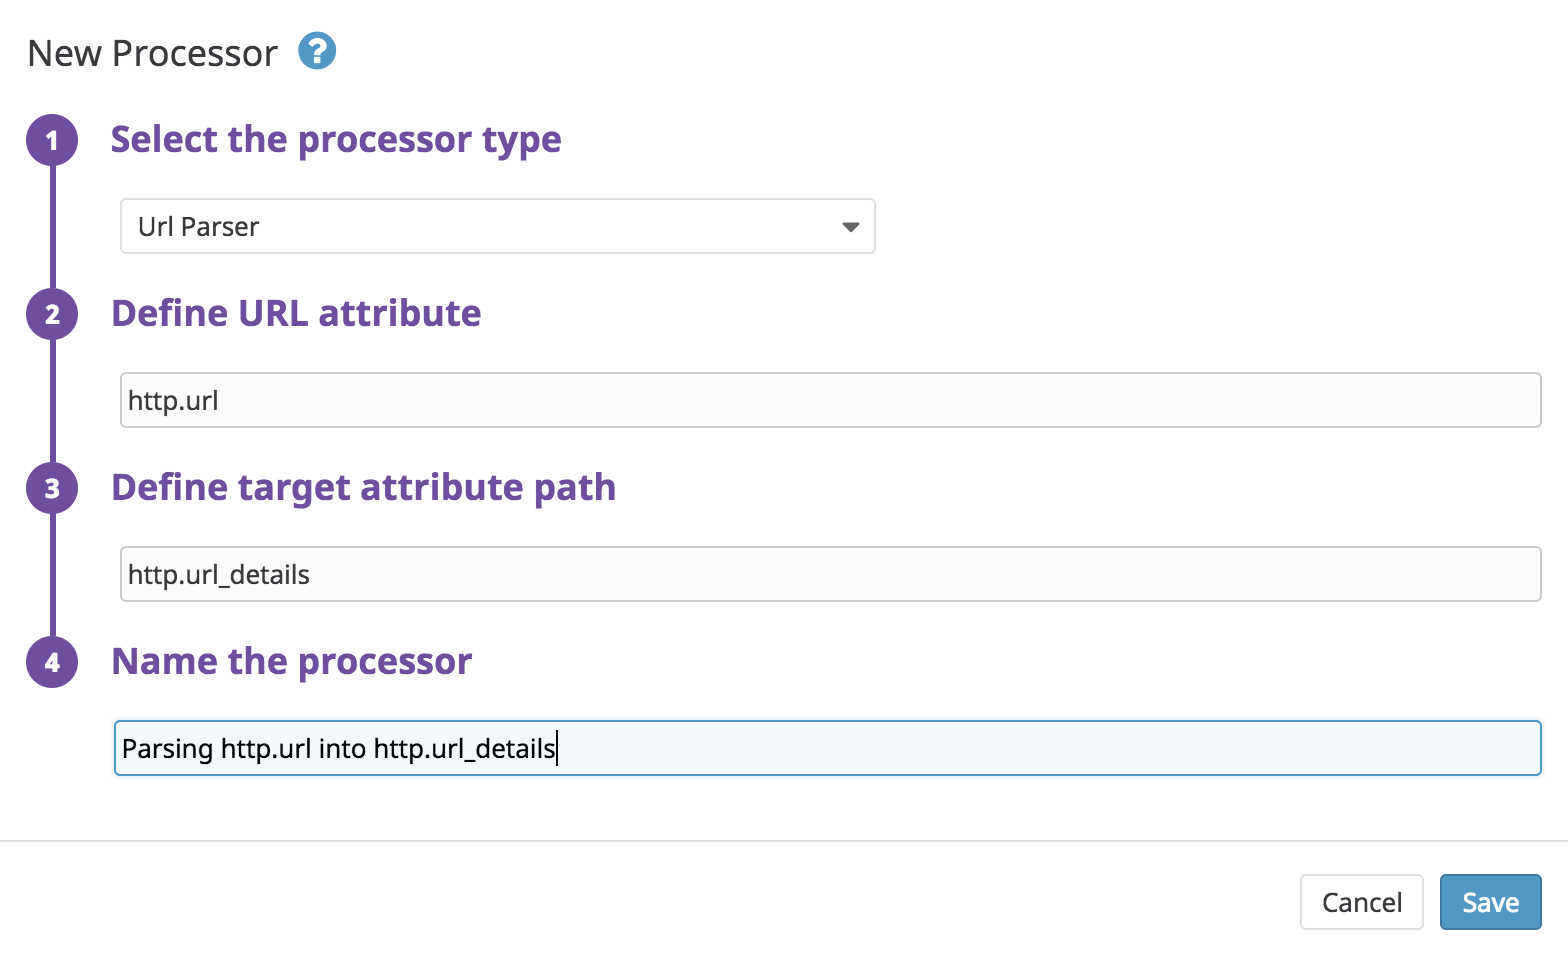 New Processor ?
1 Select the processor type
Url Parser
2 Define URL attribute
http.url
3 Define target attribute path
http.url_details
4 Name the processor
Parsing http.url into http.url_details
Cancel Save